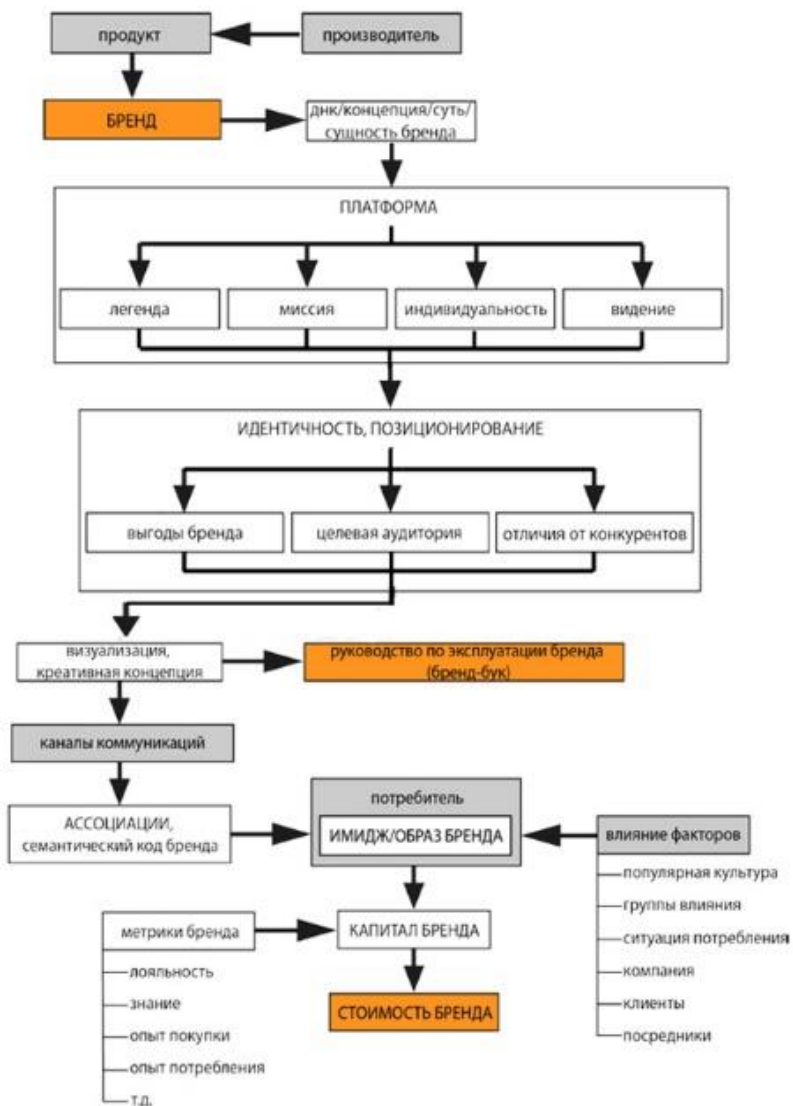 продукт
производитель
БРЕНД
днк/концепция/суть/
сущность бренда
ПЛАТФОРМА
легенда
миссия
индивидуальность
видение
ИДЕНТИЧНОСТЬ, ПОЗИЦИОНИРОВАНИЕ
выгоды бренда
целевая аудитория
отличия от конкурентов
визуализация,
креативная концепция
руководство по эксплуатации бренда
(бренд-бук)
каналы коммуникаций
АССОЦИАЦИИ,
семантический код бренда
потребитель
ИМИДЖ/ОБРАЗ БРЕНДА
влияние факторов
популярная культура
группы влияния
ситуация потребления
компания
клиенты
посредники
метрики бренда
КАПИТАЛ БРЕНДА
лояльность
знание
опыт покупки
опыт потребления
т.д.
СТОИМОСТЬ БРЕНДА